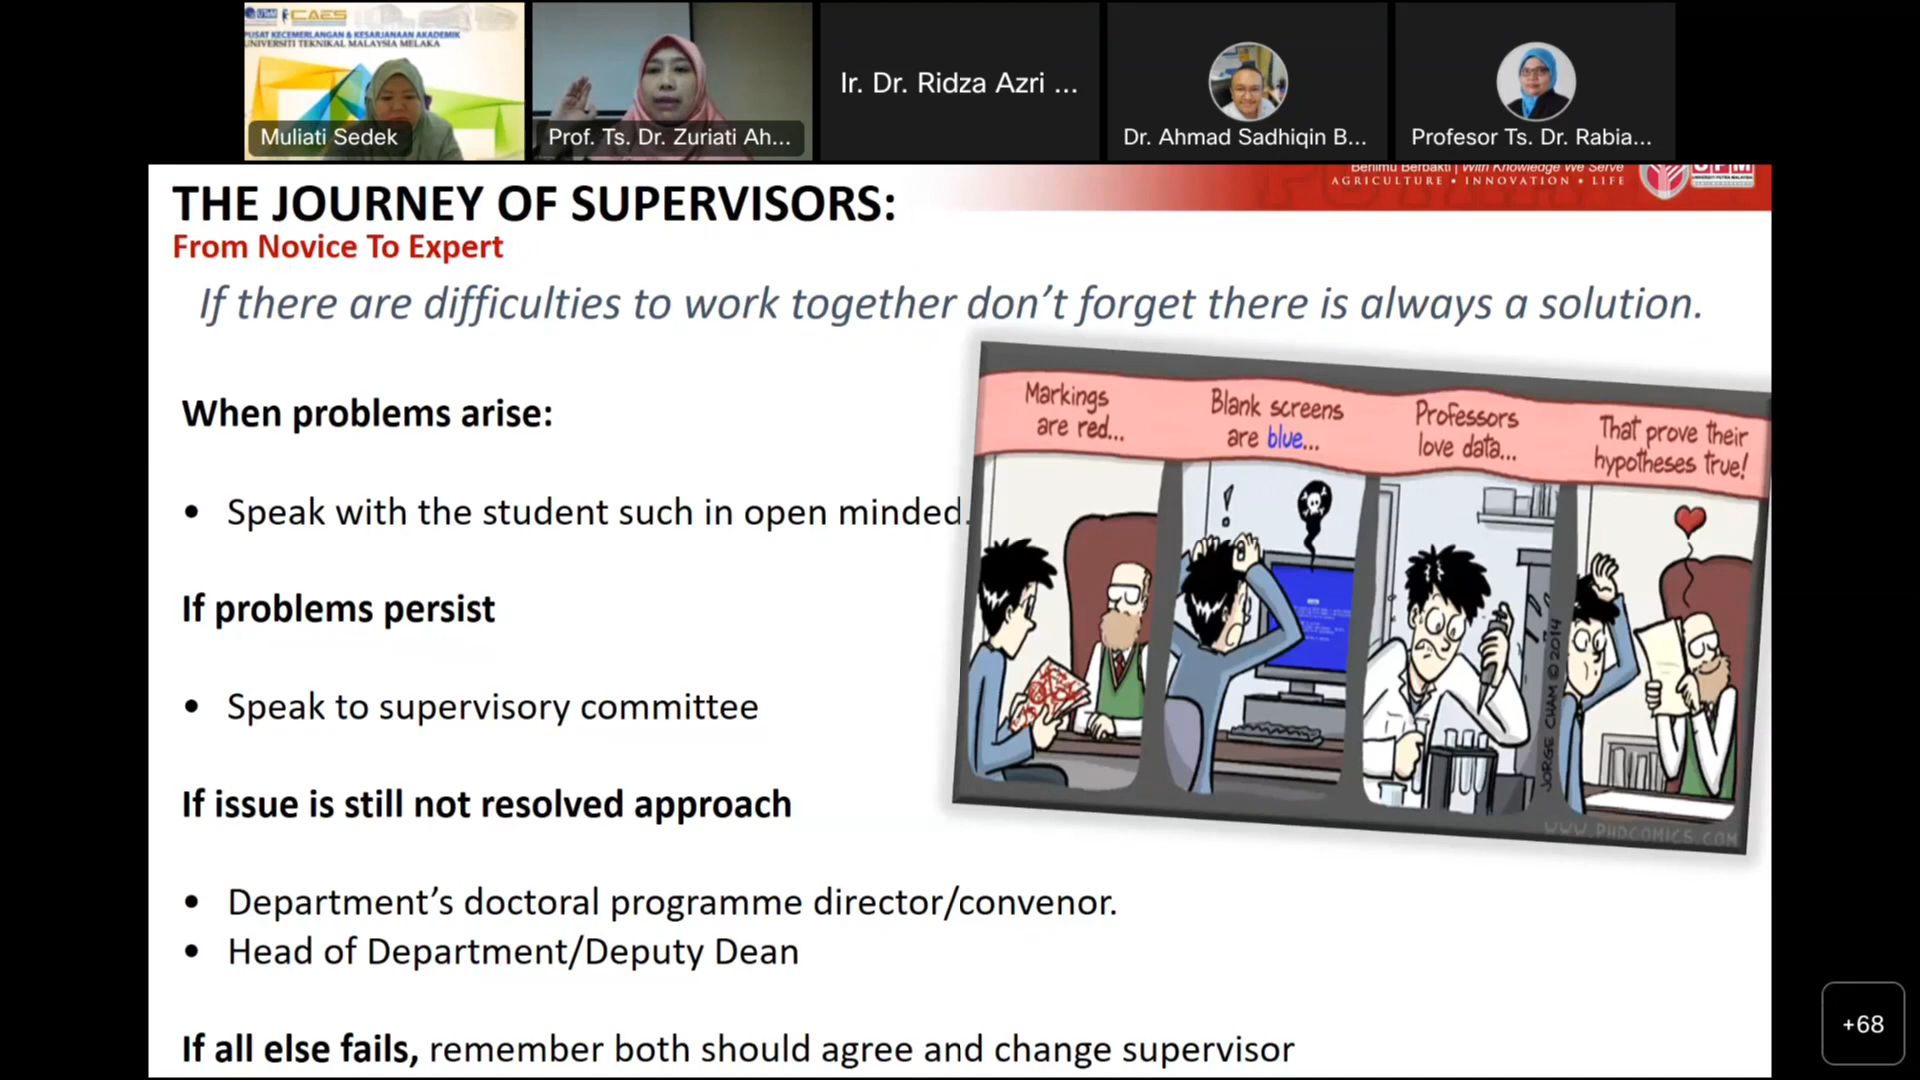 UTeM CAES
PUSAT KECEMERLANGAN & KESARJANAAN AKADEMIK
UNIVERSITI TEKNIKAL MALAYSIA MELAKA
Muliati Sedek
Prof. Ts. Dr. Zuriati Ah...
Ir. Dr. Ridza Azri ...
Dr. Ahmad Sadhiqin B...
Profesor Ts. Dr. Rabia...
Berilmu Berbakti | With Knowledge We Serve
AGRICULTURE • INNOVATION • LIFE
UPM
UNIVERSITI PUTRA MALAYSIA
THE JOURNEY OF SUPERVISORS:
From Novice To Expert
If there are difficulties to work together don’t forget there is always a solution.
When problems arise:
• Speak with the student such in open minded.
If problems persist
• Speak to supervisory committee
If issue is still not resolved approach
• Department’s doctoral programme director/convenor.
• Head of Department/Deputy Dean
If all else fails, remember both should agree and change supervisor
Markings
are red...
Blank screens
are blue...
Professors
love data...
That prove their
hypotheses true!
JORGE CHAM © 2014
WWW.PHDCOMICS.COM
+68